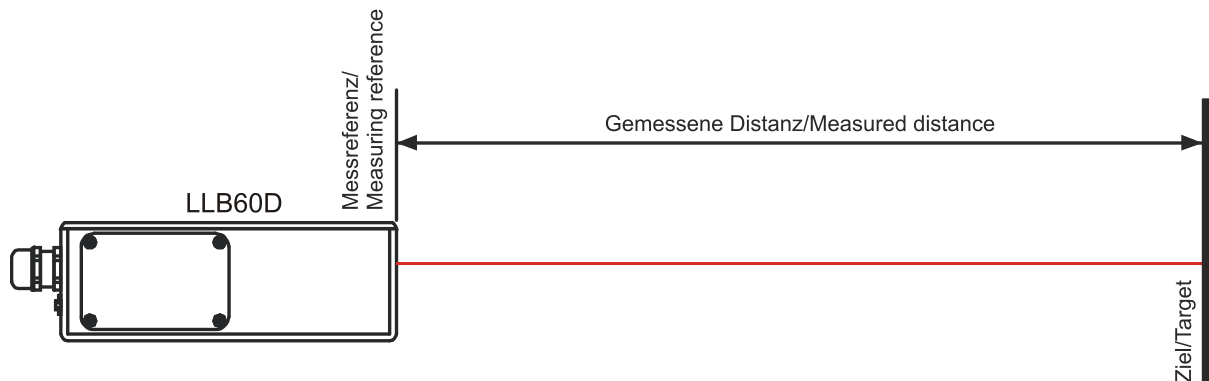 Messreferenz/
Measuring reference
Gemessene Distanz/Measured distance
LLB60D
Ziel/Target